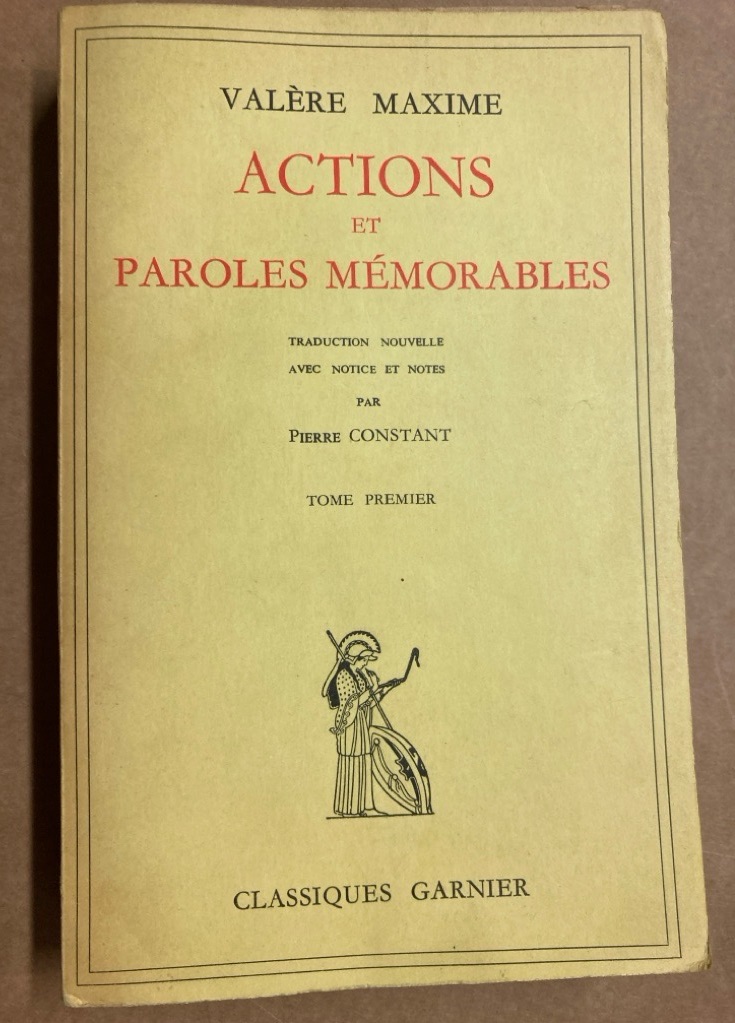 VALÈRE MAXIME
ACTIONS
ET
PAROLES MÉMORABLES
TRADUCTION NOUVELLE
AVEC NOTICE ET NOTES
PAR
PIERRE CONSTANT
TOME PREMIER
CLASSIQUES GARNIER